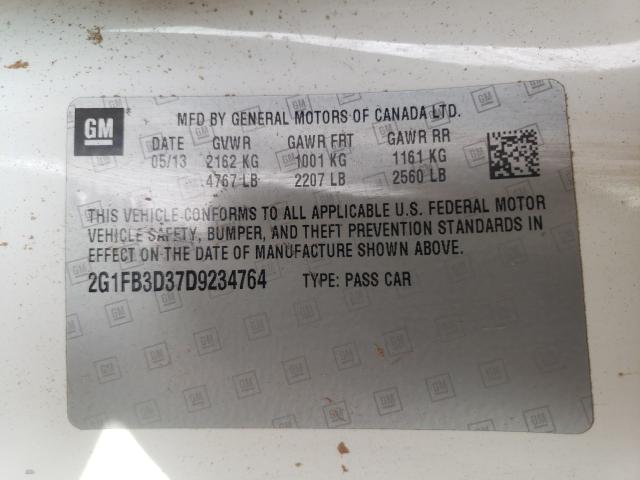 GM
MFD BY GENERAL MOTORS OF CANADA LTD.
DATE GVWR GAWR FRT GAWR RR
05/13 2162 KG 1001 KG 1161 KG
4767 LB 2207 LB 2560 LB
THIS VEHICLE CONFORMS TO ALL APPLICABLE U.S. FEDERAL MOTOR
VEHICLE SAFETY, BUMPER, AND THEFT PREVENTION STANDARDS IN
EFFECT ON THE DATE OF MANUFACTURE SHOWN ABOVE.
2G1FB3D37D9234764 TYPE: PASS CAR